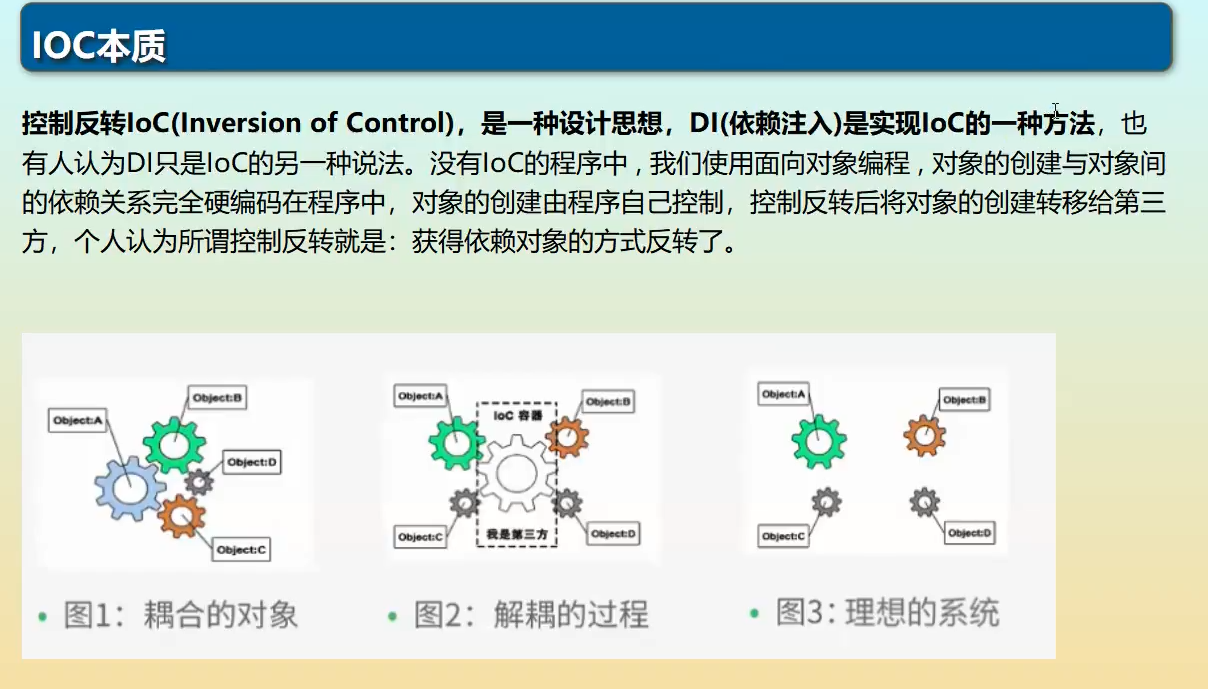 IOC本质
控制反转IoC(Inversion of Control)，是一种设计思想，DI(依赖注入)是实现IoC的一种方法，也
有人认为DI只是IoC的另一种说法。没有IoC的程序中 , 我们使用面向对象编程 , 对象的创建与对象间
的依赖关系完全硬编码在程序中，对象的创建由程序自己控制，控制反转后将对象的创建转移给第三
方，个人认为所谓控制反转就是：获得依赖对象的方式反转了。
Object:A
Object:B
Object:D
Object:C
Object:A
IoC 容器
Object:B
Object:C
我是第三方
Object:D
Object:A
Object:B
Object:C
Object:D
• 图1：耦合的对象
• 图2：解耦的过程
• 图3：理想的系统